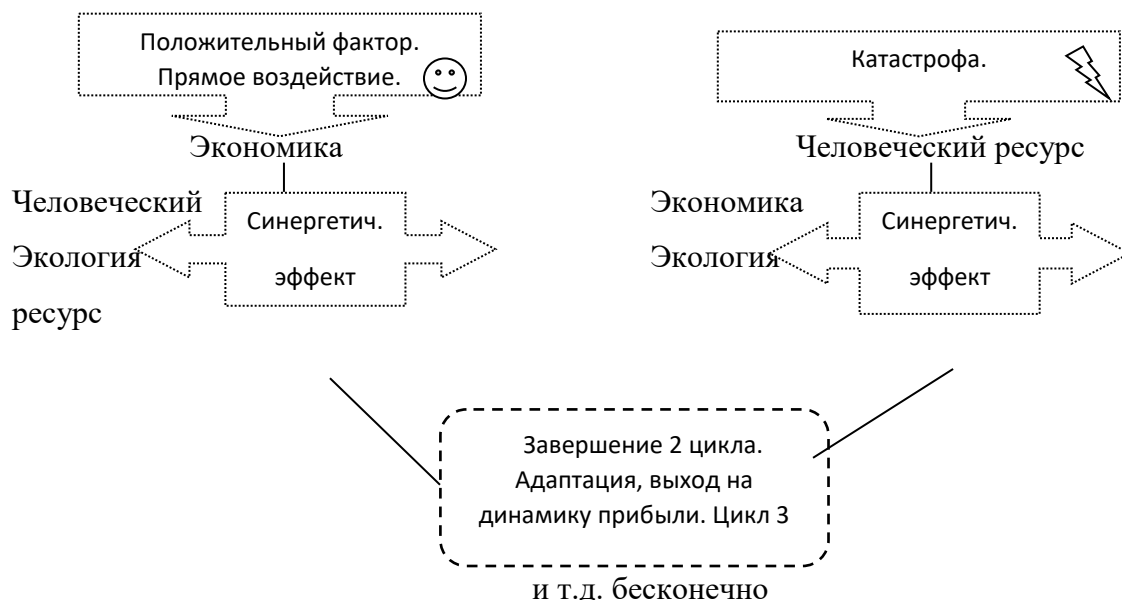 Положительный фактор.
Прямое воздействие.
Экономика
Человеческий
Экология
ресурс
Синергетич.
эффект
Катастрофа.
Человеческий ресурс
Экономика
Экология
Синергетич.
эффект
Завершение 2 цикла.
Адаптация, выход на
динамику прибыли. Цикл 3
и т.д. бесконечно